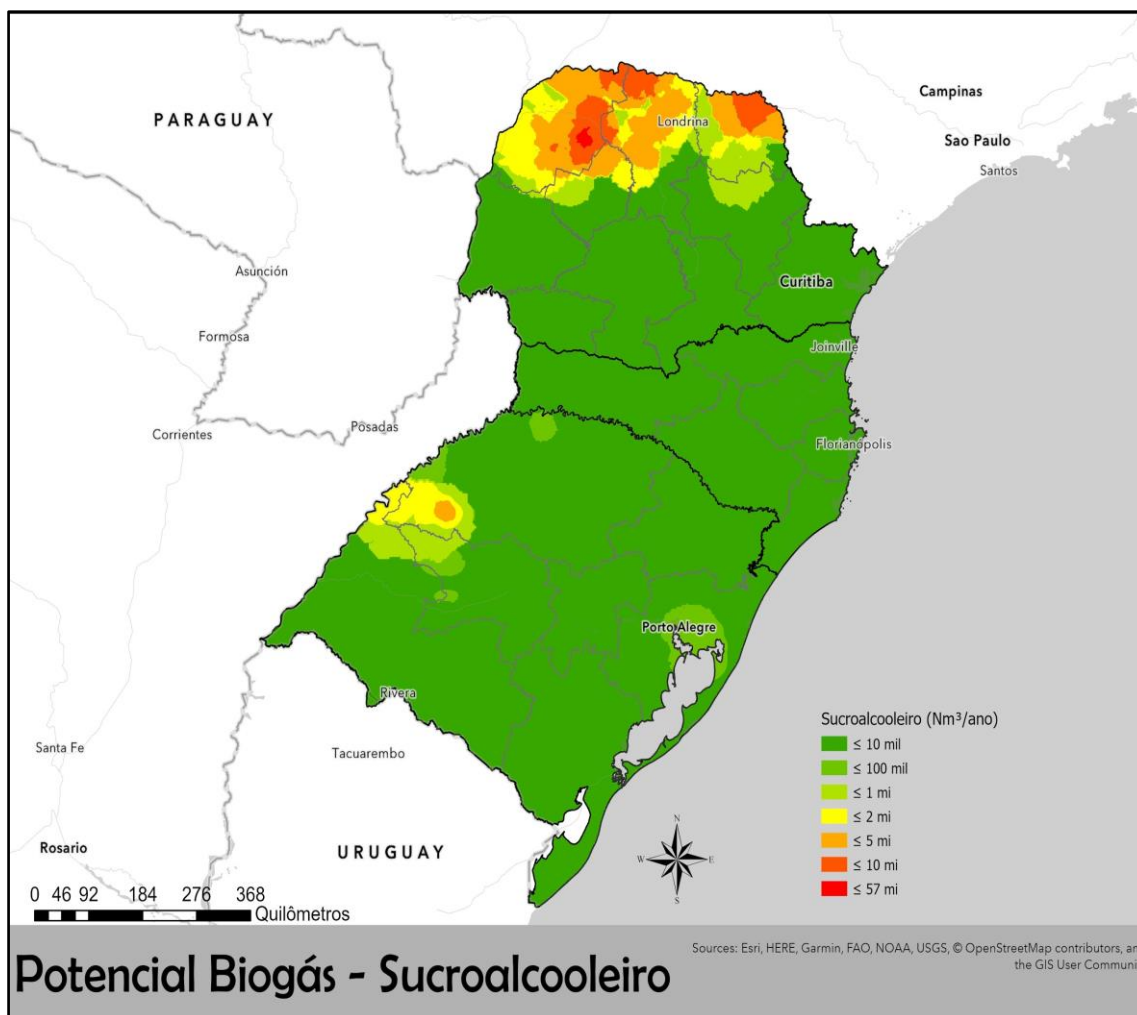 PARAGUAY
Campinas
Londrina
Sao Paulo
Santos
Asunción
Curitiba
Formosa
Joinville
Posadas
Corrientes
Florianópolis
Porto Alegre
Rivera
Sucroalcooleiro (Nm³/ano)
≤ 10 mil
≤ 100 mil
≤ 1 mi
≤ 2 mi
≤ 5 mi
≤ 10 mi
≤ 57 mi
Santa Fe
Tacuarembo
N
W E
S
Rosario
URUGUAY
0 46 92 184 276 368
Quilômetros
Sources: Esri, HERE, Garmin, FAO, NOAA, USGS, © OpenStreetMap contributors, an
the GIS User Communi
Potencial Biogás - Sucroalcooleiro